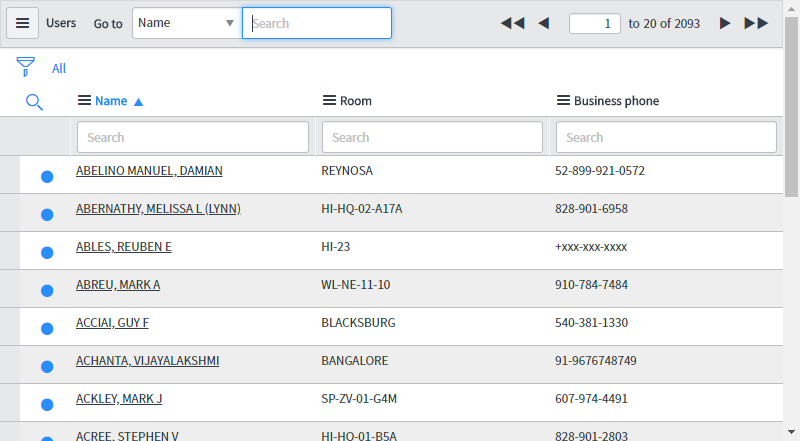 Users Go to Name Search 1 to 20 of 2093
All
Name Room Business phone
Search Search Search
ABELINO MANUEL, DAMIAN REYNOSA 52-899-921-0572
ABERNATHY, MELISSA L (LYNN) HI-HQ-02-A17A 828-901-6958
ABLES, REUBEN E HI-23 +xxx-xxx-xxxx
ABREU, MARK A WL-NE-11-10 910-784-7484
ACCIAI, GUY F BLACKSBURG 540-381-1330
ACHANTA, VIJAYALAKSHMI BANGALORE 91-9676748749
ACKLEY, MARK J SP-ZV-01-G4M 607-974-4491
ACREE, STEPHEN V HI-HQ-01-B5A 828-901-2803